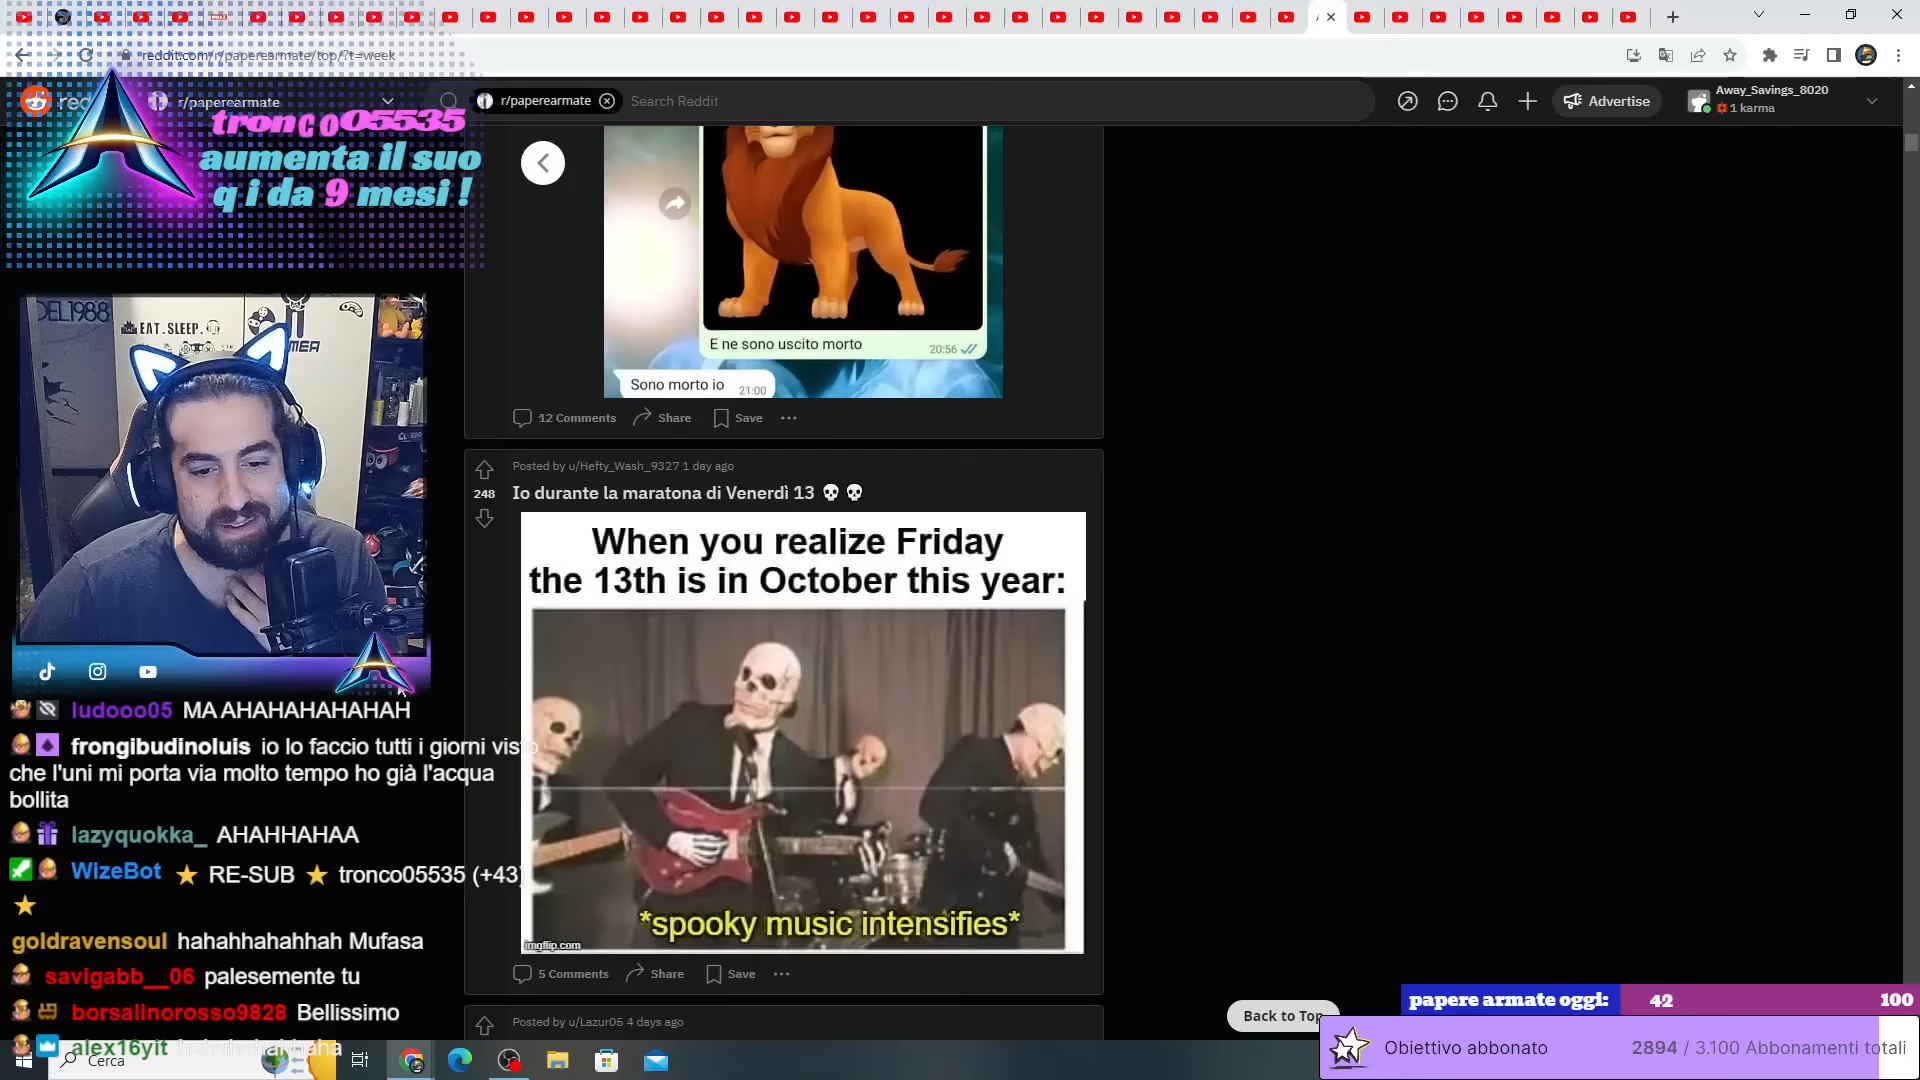 reddit.com/r/paperearmate/top/?t=week
r/paperearmate
r/paperearmate
Search Reddit
Advertise
Away_Savings_8020
1 karma
tronco05535
aumenta il suo
q i da 9 mesi !
E ne sono uscito morto
20:56
Sono morto io
21:00
12 Comments
Share
Save
DEL1988
EAT.SLEEP.
Posted by u/Hefty_Wash_9327 1 day ago
248
Io durante la maratona di Venerdì 13
When you realize Friday
the 13th is in October this year:
*spooky music intensifies*
imgflip.com
5 Comments
Share
Save
Posted by u/Lazur05 4 days ago
ludooo05 MA AHAHAHAHAHAH
frongibudinoluis io lo faccio tutti i giorni visto
che l'uni mi porta via molto tempo ho già l'acqua
bollita
lazyquokka_ AHAHHAHAA
WizeBot RE-SUB tronco05535 (+43)
goldravensoul hahahhahahhah Mufasa
savigabb__06 palesemente tu
borsalinorosso9828 Bellissimo
alex16yit
Cerca
Back to Top
papere armate oggi: 42 100
Obiettivo abbonato 2894 / 3.100 Abbonamenti totali